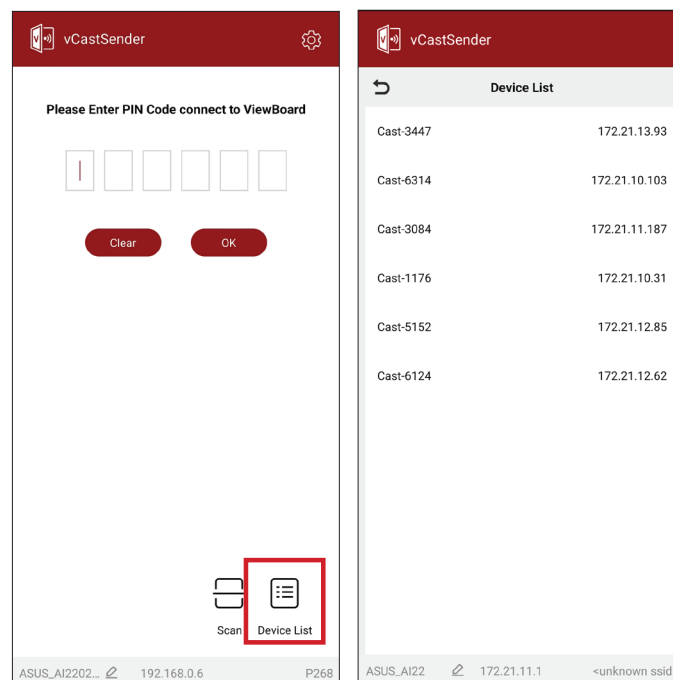 vCastSender
Please Enter PIN Code connect to ViewBoard
Clear
OK
Scan
Device List
ASUS_AI2202...
192.168.0.6
P268
vCastSender
Device List
Cast-3447
172.21.13.93
Cast-6314
172.21.10.103
Cast-3084
172.21.11.187
Cast-1176
172.21.10.31
Cast-5152
172.21.12.85
Cast-6124
172.21.12.62
ASUS_AI22
172.21.11.1
<unknown ssid